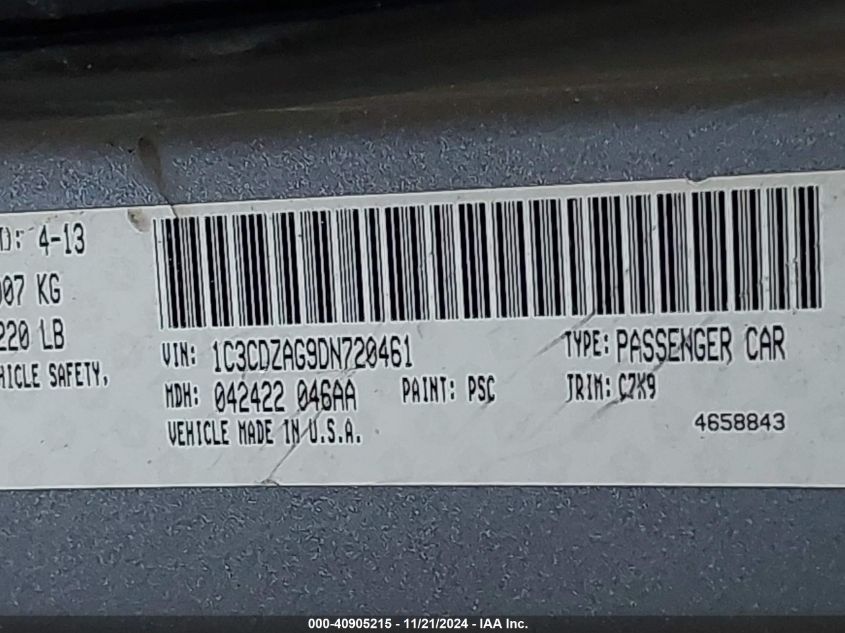 D: 4-13
007 KG
220 LB
HICLE SAFETY,
VIN: 1C3CDZAG9DN720461 TYPE: PASSENGER CAR
MDH: 042422 046AA PAINT: PSC TRIM: C7X9
VEHICLE MADE IN U.S.A. 4658843
000-40905215 - 11/21/2024 - IAA Inc.